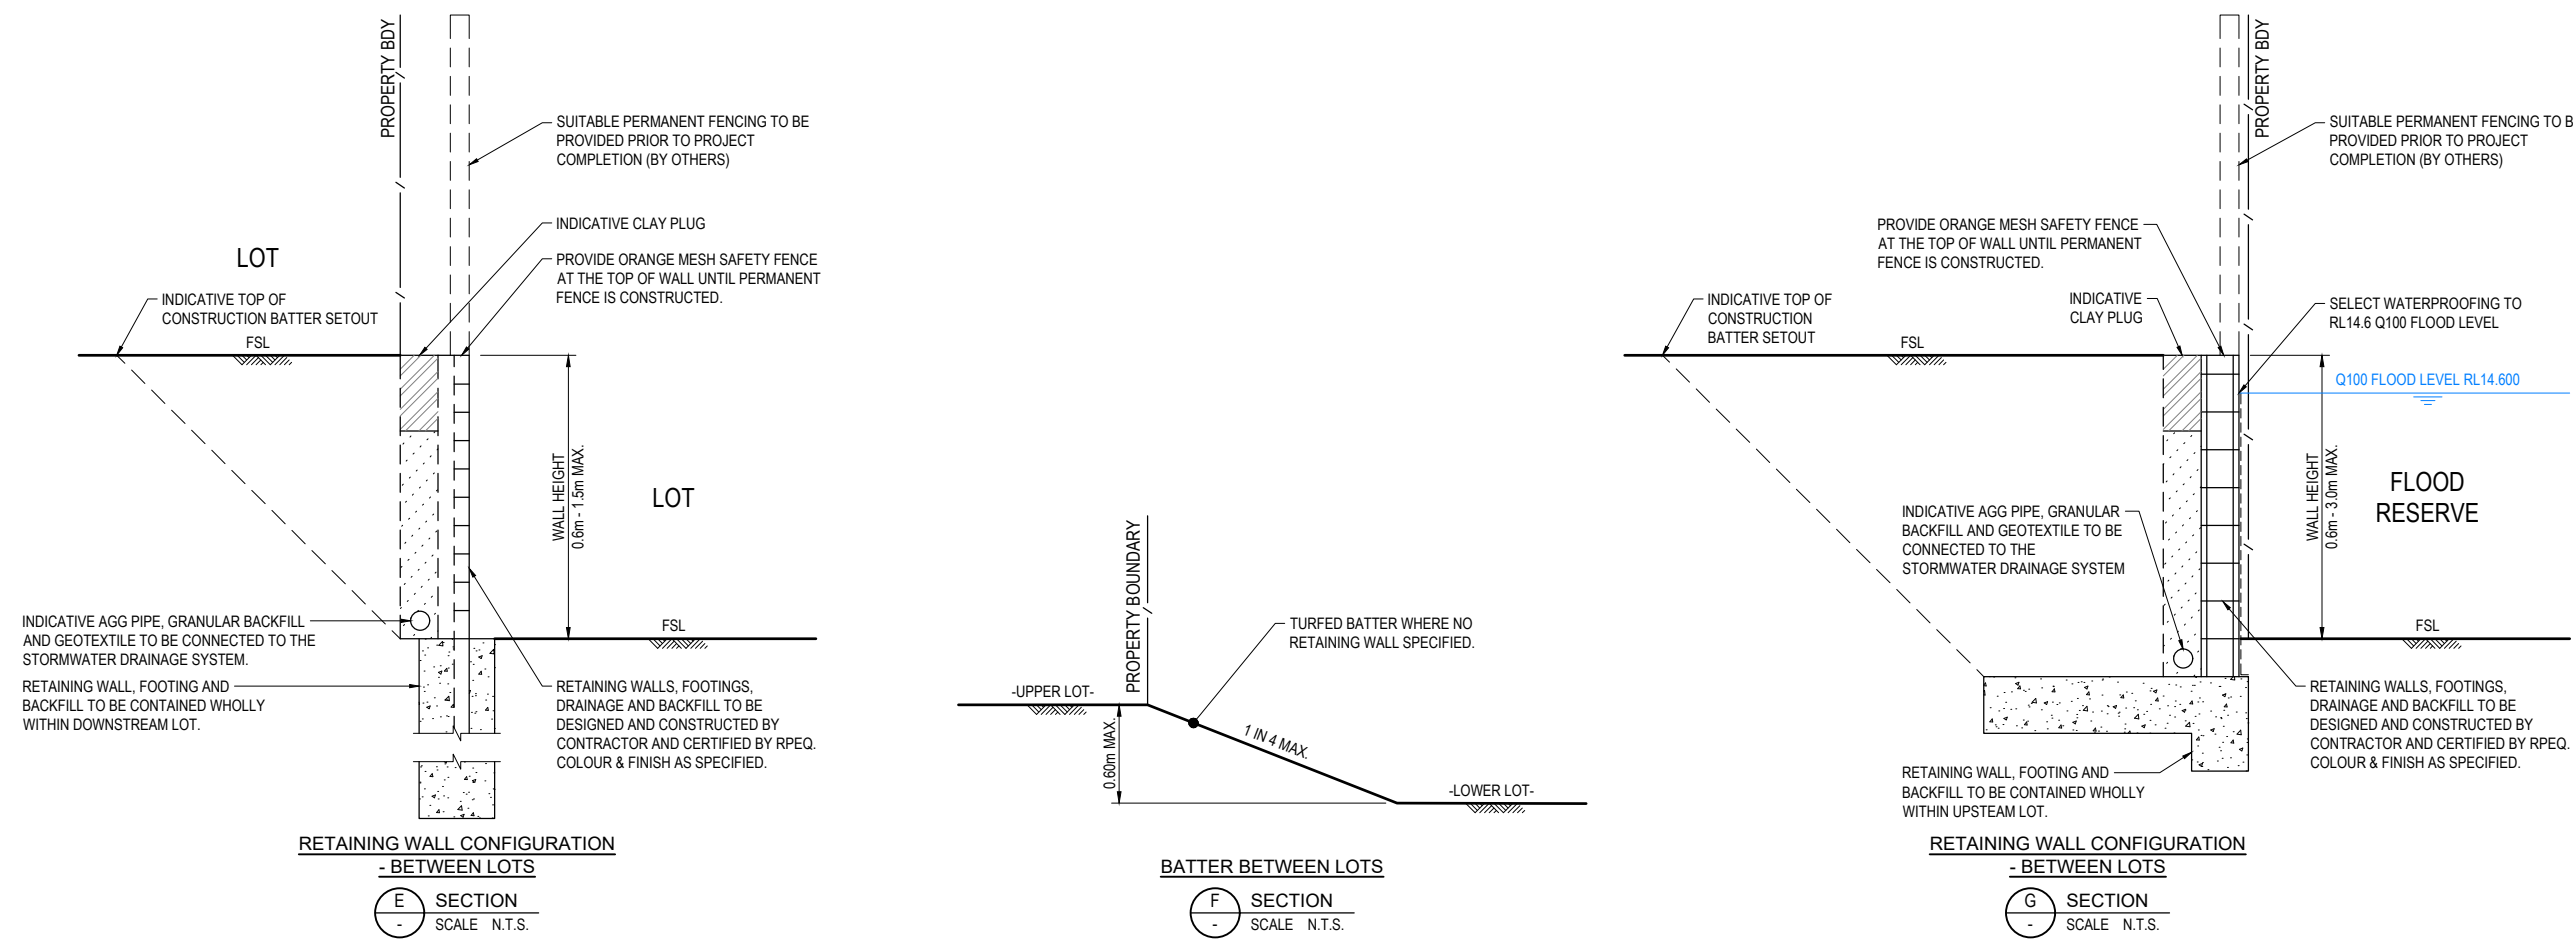 PROPERTY BDY
SUITABLE PERMANENT FENCING TO BE
PROVIDED PRIOR TO PROJECT
COMPLETION (BY OTHERS)
INDICATIVE CLAY PLUG
LOT
PROVIDE ORANGE MESH SAFETY FENCE
AT THE TOP OF WALL UNTIL PERMANENT
FENCE IS CONSTRUCTED.
INDICATIVE TOP OF
CONSTRUCTION BATTER SETOUT
FSL
WALL HEIGHT
0.6m - 1.5m MAX.
LOT
INDICATIVE AGG PIPE, GRANULAR BACKFILL
AND GEOTEXTILE TO BE CONNECTED TO THE
STORMWATER DRAINAGE SYSTEM.
FSL
RETAINING WALL, FOOTING AND
BACKFILL TO BE CONTAINED WHOLLY
WITHIN DOWNSTREAM LOT.
RETAINING WALLS, FOOTINGS,
DRAINAGE AND BACKFILL TO BE
DESIGNED AND CONSTRUCTED BY
CONTRACTOR AND CERTIFIED BY RPEQ.
COLOUR & FINISH AS SPECIFIED.
RETAINING WALL CONFIGURATION
- BETWEEN LOTS
E SECTION
- SCALE N.T.S.
PROPERTY BOUNDARY
TURFED BATTER WHERE NO
RETAINING WALL SPECIFIED.
-UPPER LOT-
0.60m MAX.
1 IN 4 MAX.
-LOWER LOT-
BATTER BETWEEN LOTS
F SECTION
- SCALE N.T.S.
PROPERTY BDY
SUITABLE PERMANENT FENCING TO B
PROVIDED PRIOR TO PROJECT
COMPLETION (BY OTHERS)
PROVIDE ORANGE MESH SAFETY FENCE
AT THE TOP OF WALL UNTIL PERMANENT
FENCE IS CONSTRUCTED.
INDICATIVE TOP OF
CONSTRUCTION
BATTER SETOUT
INDICATIVE
CLAY PLUG
SELECT WATERPROOFING TO
RL14.6 Q100 FLOOD LEVEL
FSL
Q100 FLOOD LEVEL RL14.600
WALL HEIGHT
0.6m - 3.0m MAX.
FLOOD
RESERVE
INDICATIVE AGG PIPE, GRANULAR
BACKFILL AND GEOTEXTILE TO BE
CONNECTED TO THE
STORMWATER DRAINAGE SYSTEM
FSL
RETAINING WALLS, FOOTINGS,
DRAINAGE AND BACKFILL TO BE
DESIGNED AND CONSTRUCTED BY
CONTRACTOR AND CERTIFIED BY RPEQ.
COLOUR & FINISH AS SPECIFIED.
RETAINING WALL, FOOTING AND
BACKFILL TO BE CONTAINED WHOLLY
WITHIN UPSTEAM LOT.
RETAINING WALL CONFIGURATION
- BETWEEN LOTS
G SECTION
- SCALE N.T.S.